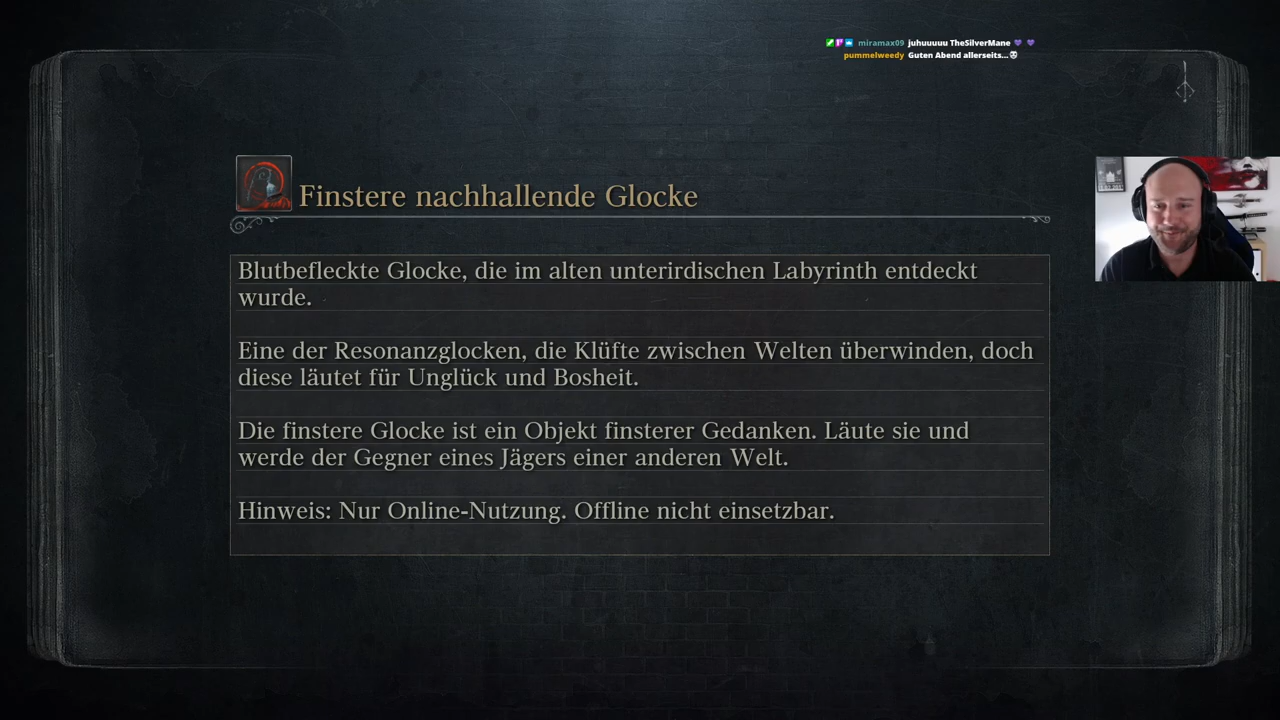 miramax09 juhuuuuu TheSilverMane 💜 💜
pummelweedy Guten Abend allerseits...
Finstere nachhallende Glocke
Blutbefleckte Glocke, die im alten unterirdischen Labyrinth entdeckt
wurde.
Eine der Resonanzglocken, die Klüfte zwischen Welten überwinden, doch
diese läutet für Unglück und Bosheit.
Die finstere Glocke ist ein Objekt finsterer Gedanken. Läute sie und
werde der Gegner eines Jägers einer anderen Welt.
Hinweis: Nur Online-Nutzung. Offline nicht einsetzbar.